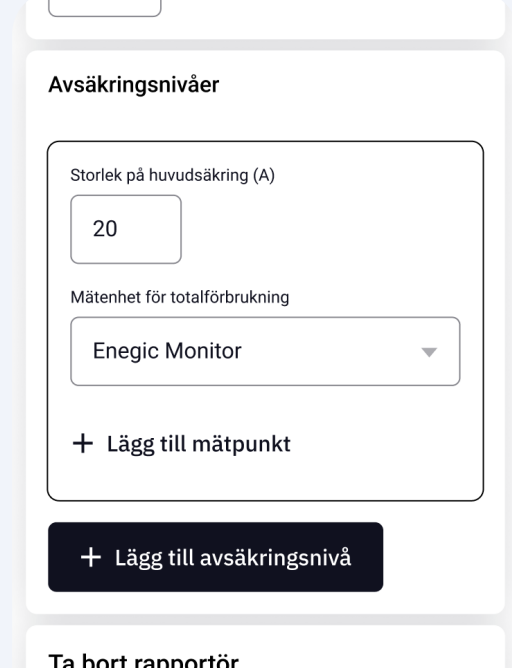 Avsäkringsnivåer
Storlek på huvudsäkring (A)
20
Mätenhet för totalförbrukning
Enegic Monitor
+ Lägg till mätpunkt
+ Lägg till avsäkringsnivå
Ta bort rapportör